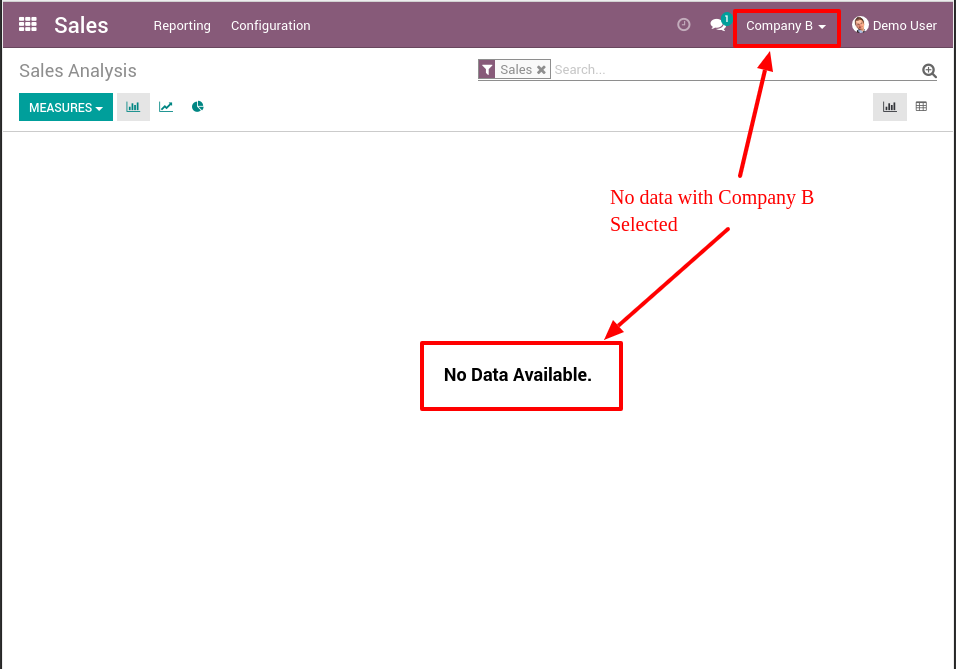 Sales Reporting Configuration 1 Company B Demo User
Sales Analysis
Sales Search...
MEASURES
No data with Company B
Selected
No Data Available.